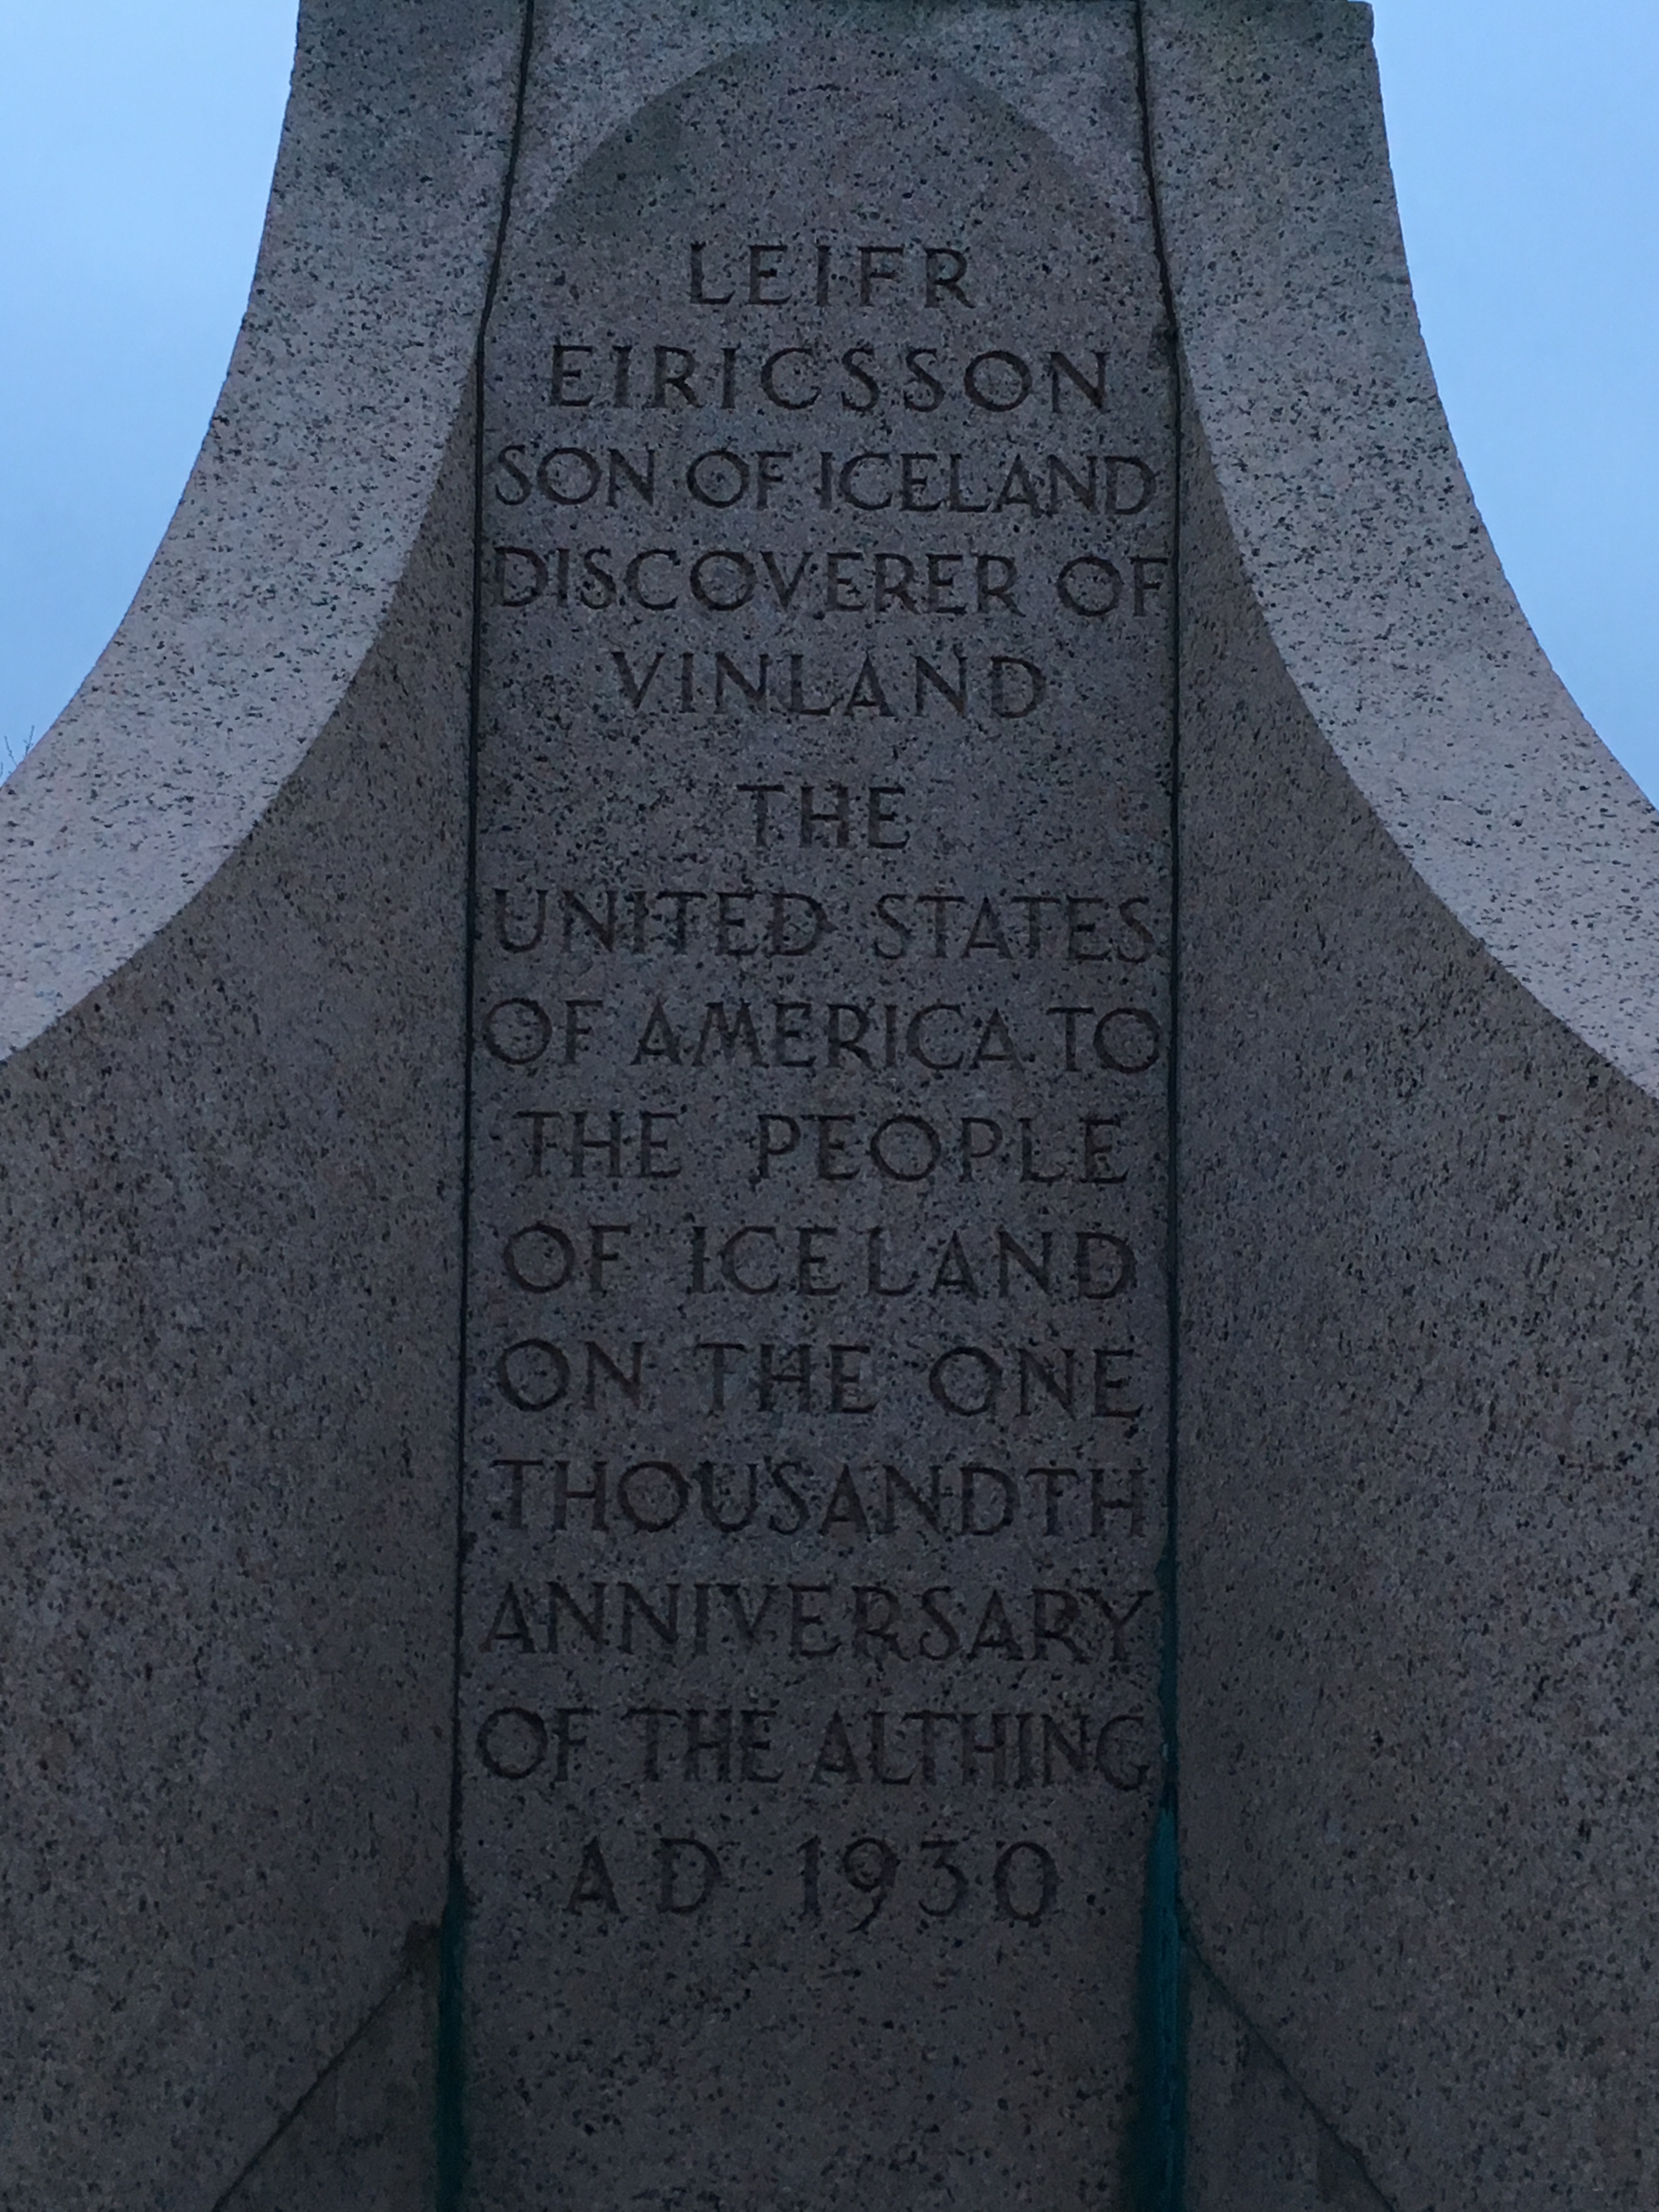 LEIFR
EIRICSSON
SON OF ICELAND
DISCOVERER OF
VINLAND
THE
UNITED STATES
OF AMERICA TO
THE PEOPLE
OF ICELAND
ON THE ONE
THOUSANDTH
ANNIVERSARY
OF THE ALTHING
AD 1930